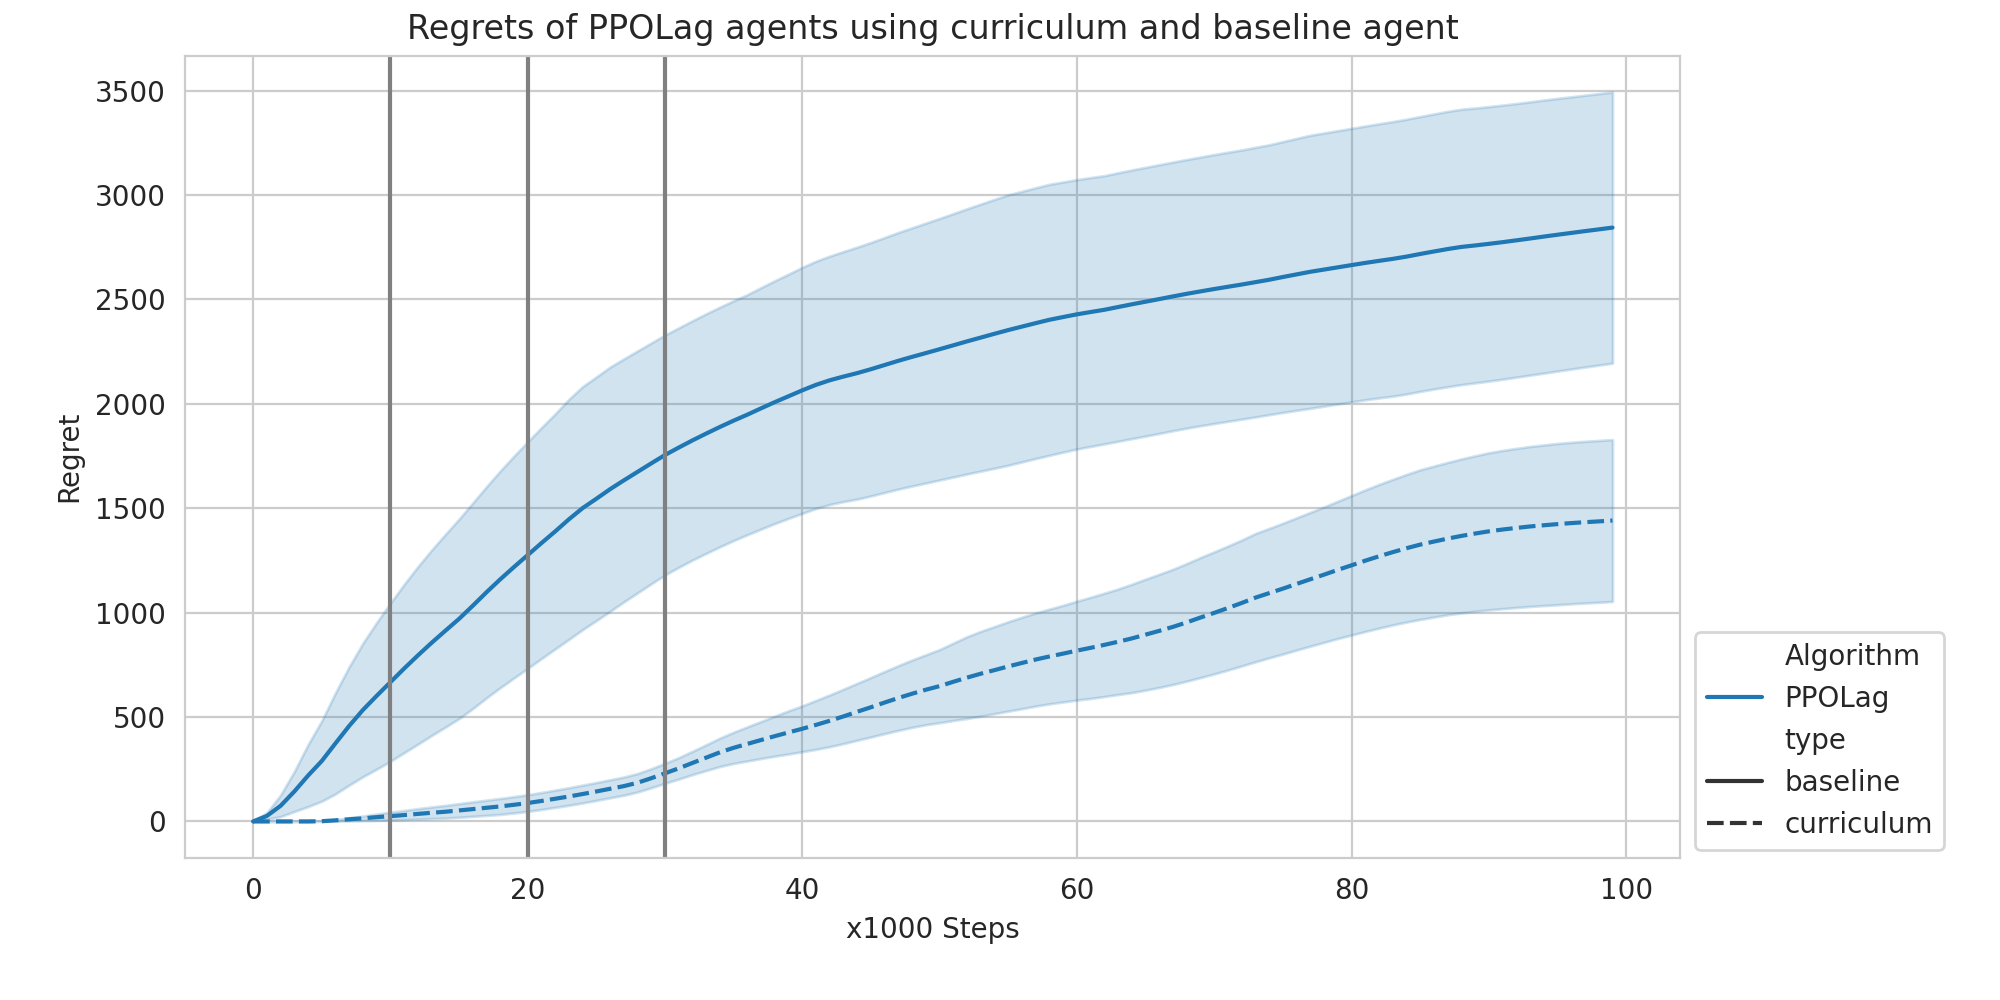 Regrets of PPOLag agents using curriculum and baseline agent
3500
3000
2500
2000
1500
1000
500
0
Regret
0 20 40 60 80 100
x1000 Steps
Algorithm
PPOLag
type
baseline
curriculum